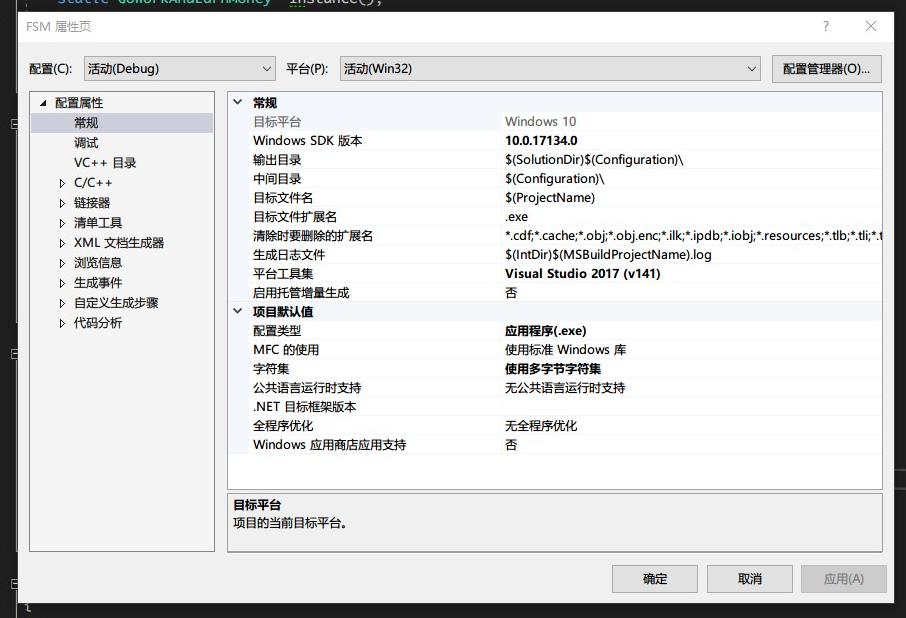 static GoWorkAndEarnMoney* Instance();
FSM 属性页
?
配置(C): 活动(Debug) 平台(P): 活动(Win32) 配置管理器(O)...
配置属性
常规
调试
VC++ 目录
C/C++
链接器
清单工具
XML 文档生成器
浏览信息
生成事件
自定义生成步骤
代码分析
常规
目标平台 Windows 10
Windows SDK 版本 10.0.17134.0
输出目录 $(SolutionDir)$(Configuration)\
中间目录 $(Configuration)\
目标文件名 $(ProjectName)
目标文件扩展名 .exe
清除时要删除的扩展名 *.cdf;*.cache;*.obj;*.obj.enc;*.ilk;*.ipdb;*.iobj;*.resources;*.tlb;*.tli;*.t
生成日志文件 $(IntDir)$(MSBuildProjectName).log
平台工具集 Visual Studio 2017 (v141)
启用托管增量生成 否
项目默认值
配置类型 应用程序(.exe)
MFC 的使用 使用标准 Windows 库
字符集 使用多字节字符集
公共语言运行时支持 无公共语言运行时支持
.NET 目标框架版本
全程序优化 无全程序优化
Windows 应用商店应用支持 否
目标平台
项目的当前目标平台。
确定 取消 应用(A)